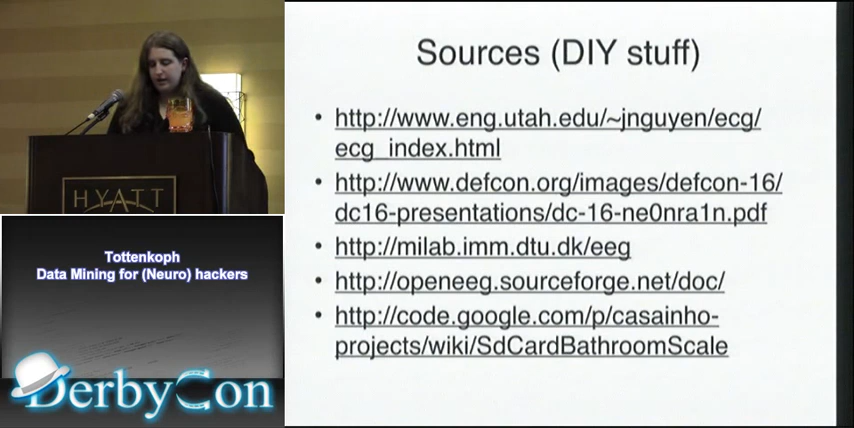 HYATT
Tottenkoph
Data Mining for (Neuro) hackers
DerbyCon
Sources (DIY stuff)
• http://www.eng.utah.edu/~jnguyen/ecg/
ecg_index.html
• http://www.defcon.org/images/defcon-16/
dc16-presentations/dc-16-ne0nra1n.pdf
• http://milab.imm.dtu.dk/eeg
• http://openeeg.sourceforge.net/doc/
• http://code.google.com/p/casainho-
projects/wiki/SdCardBathroomScale